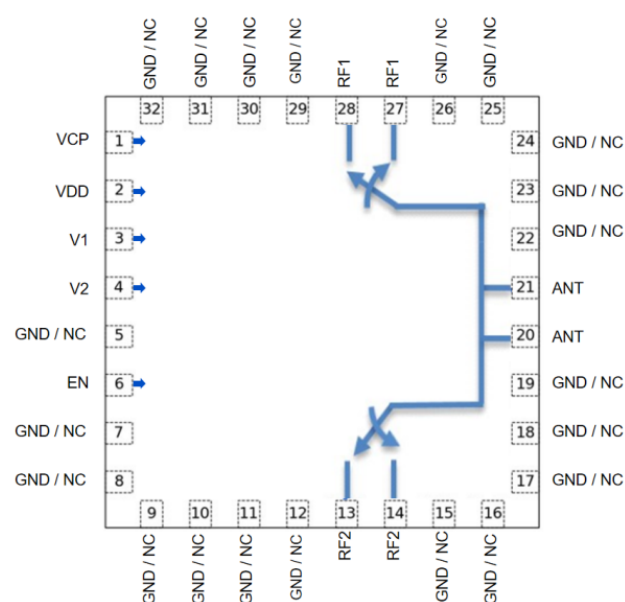 GND / NC
GND / NC
GND / NC
GND / NC
RF1
RF1
GND / NC
GND / NC
32
31
30
29
28
27
26
25
VCP
1
24
GND / NC
VDD
2
23
GND / NC
V1
3
22
GND / NC
V2
4
21
ANT
GND / NC
5
20
ANT
EN
6
19
GND / NC
GND / NC
7
18
GND / NC
GND / NC
8
17
GND / NC
9
10
11
12
13
14
15
16
GND / NC
GND / NC
GND / NC
GND / NC
RF2
RF2
GND / NC
GND / NC